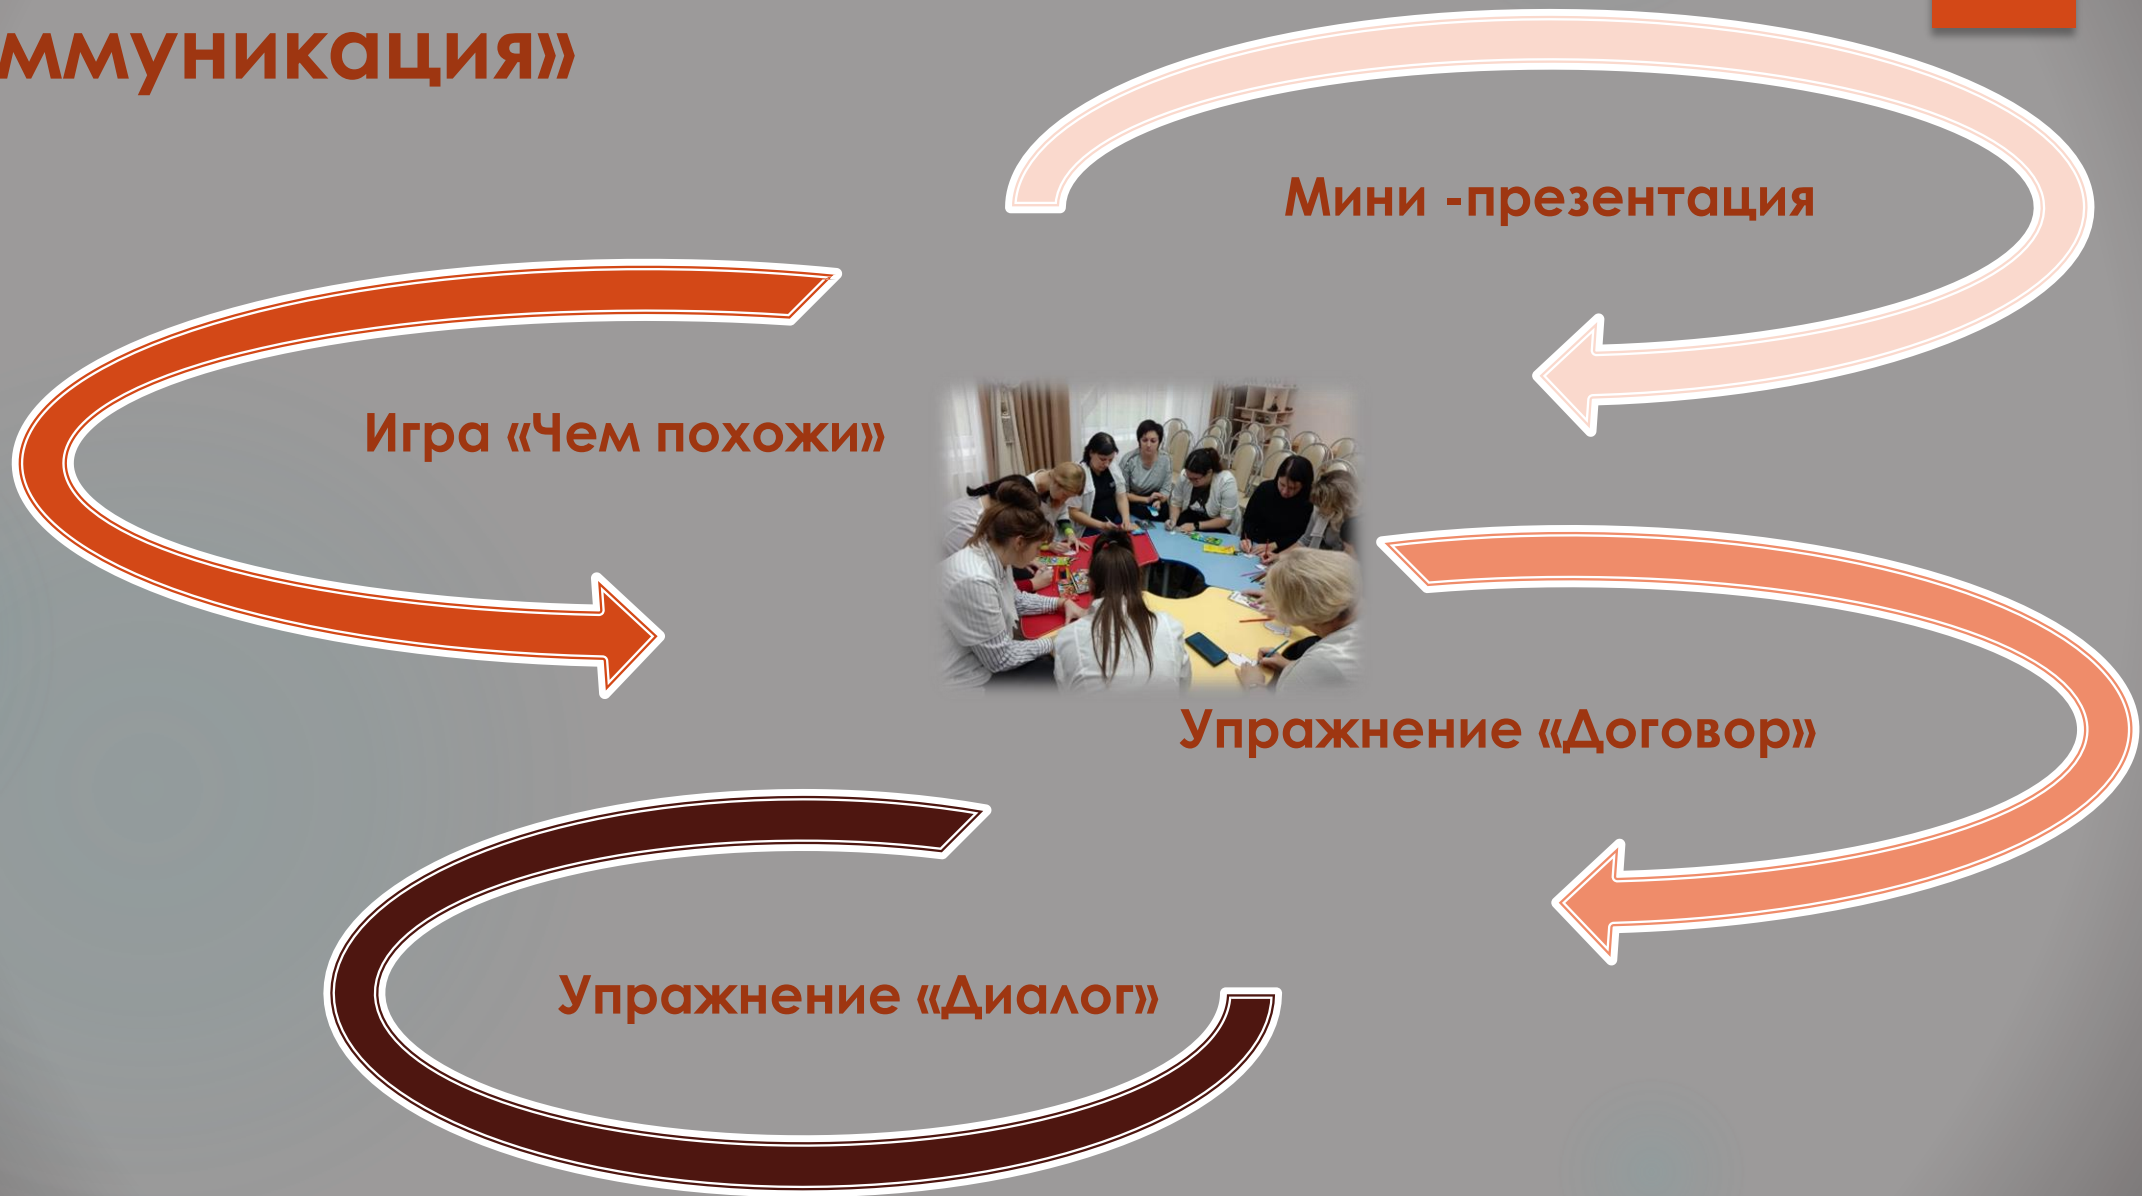 ммуникация»
Мини -презентация
Игра «Чем похожи»
Упражнение «Договор»
Упражнение «Диалог»